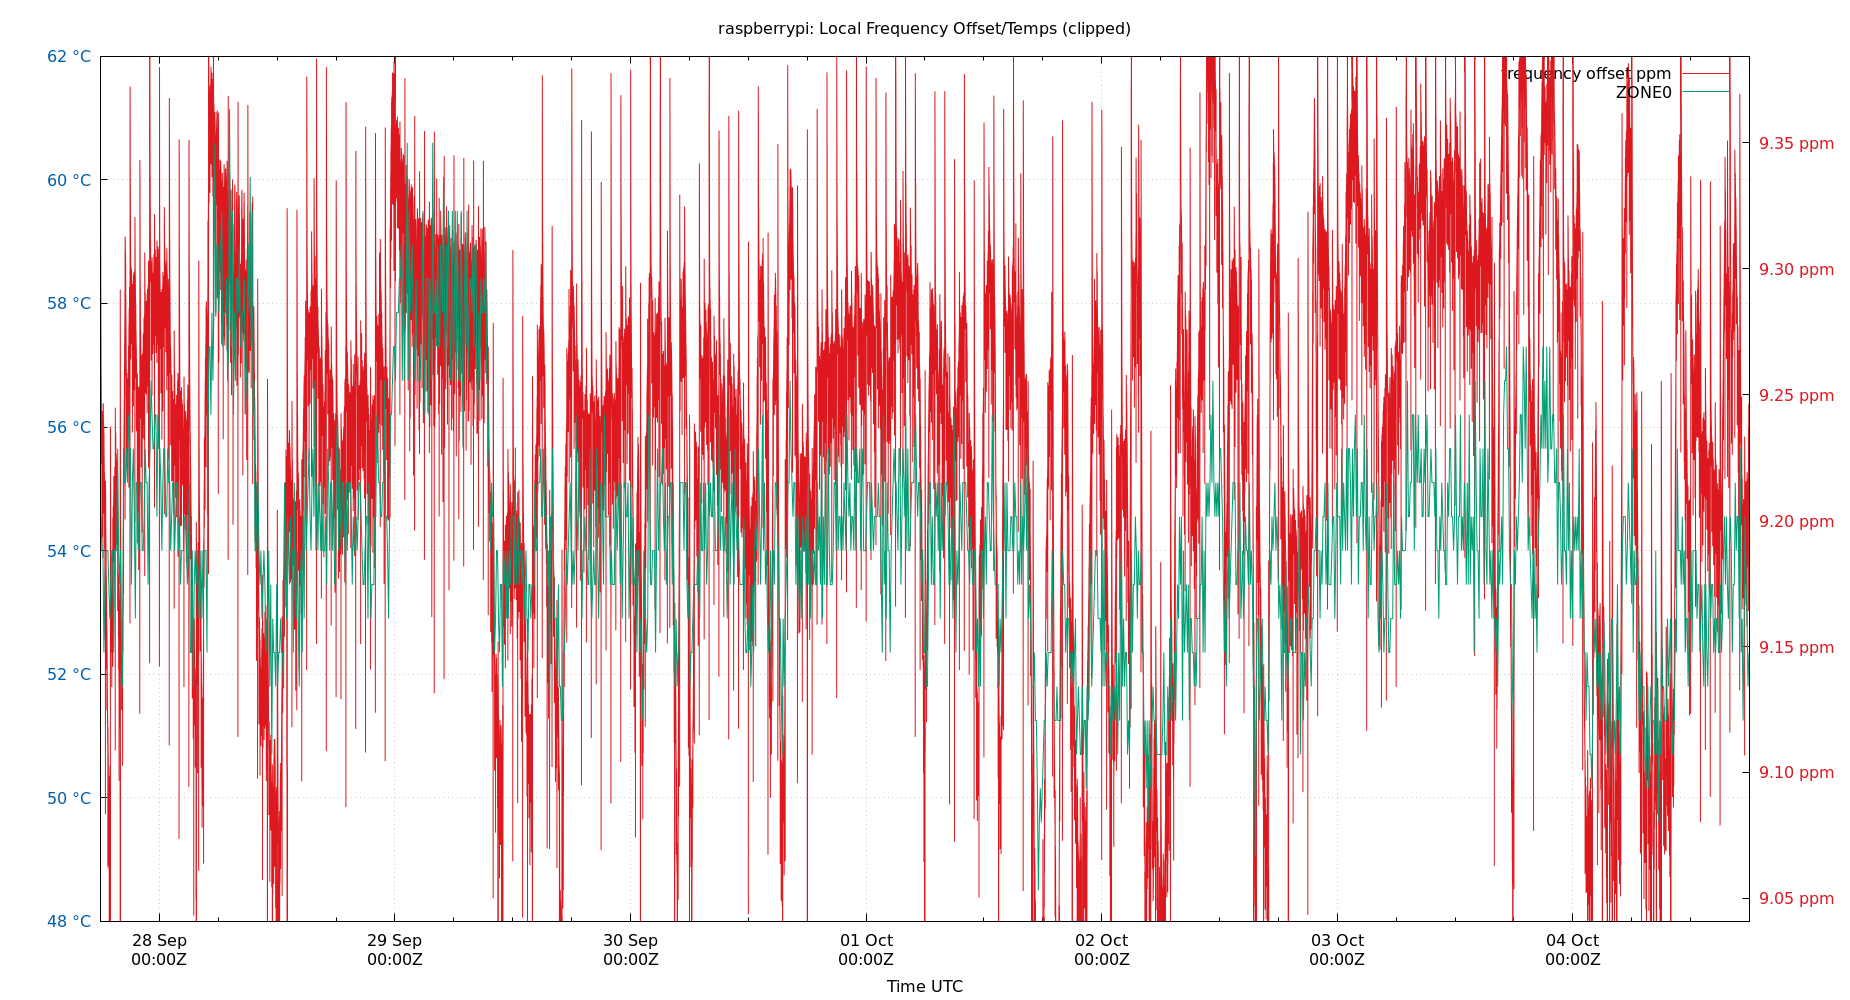 raspberrypi: Local Frequency Offset/Temps (clipped)
62 °C
60 °C
58 °C
56 °C
54 °C
52 °C
50 °C
48 °C
frequency offset ppm
ZONE0
9.35 ppm
9.30 ppm
9.25 ppm
9.20 ppm
9.15 ppm
9.10 ppm
9.05 ppm
28 Sep
00:00Z
29 Sep
00:00Z
30 Sep
00:00Z
01 Oct
00:00Z
02 Oct
00:00Z
03 Oct
00:00Z
04 Oct
00:00Z
Time UTC